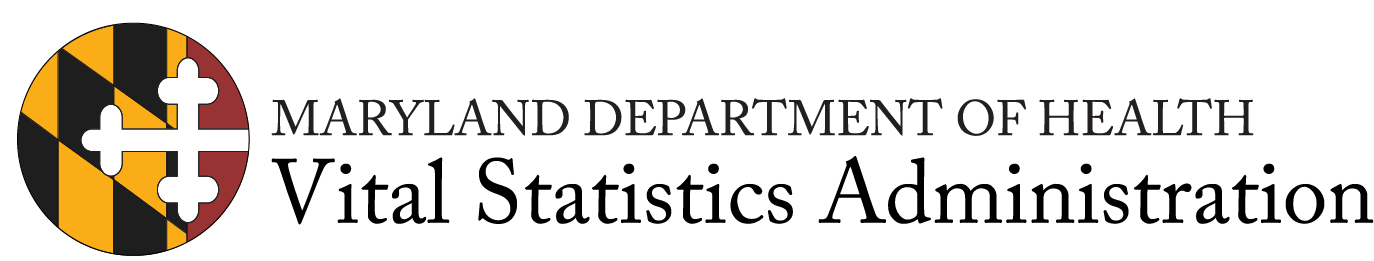 MARYLAND DEPARTMENT OF HEALTH
Vital Statistics Administration